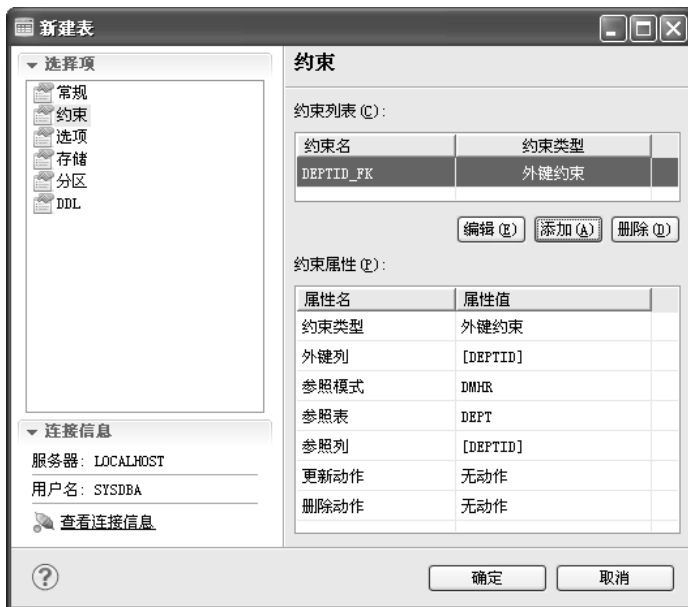 新建表
选择项
常规
约束
选项
存储
分区
DDL
连接信息
服务器: LOCALHOST
用户名: SYSDBA
查看连接信息
约束
约束列表(C):
约束名 约束类型
DEPTID_FK 外键约束
编辑(E) 添加(A) 删除(D)
约束属性(P):
属性名 属性值
约束类型 外键约束
外键列 [DEPTID]
参照模式 DMHR
参照表 DEPT
参照列 [DEPTID]
更新动作 无动作
删除动作 无动作
确定 取消